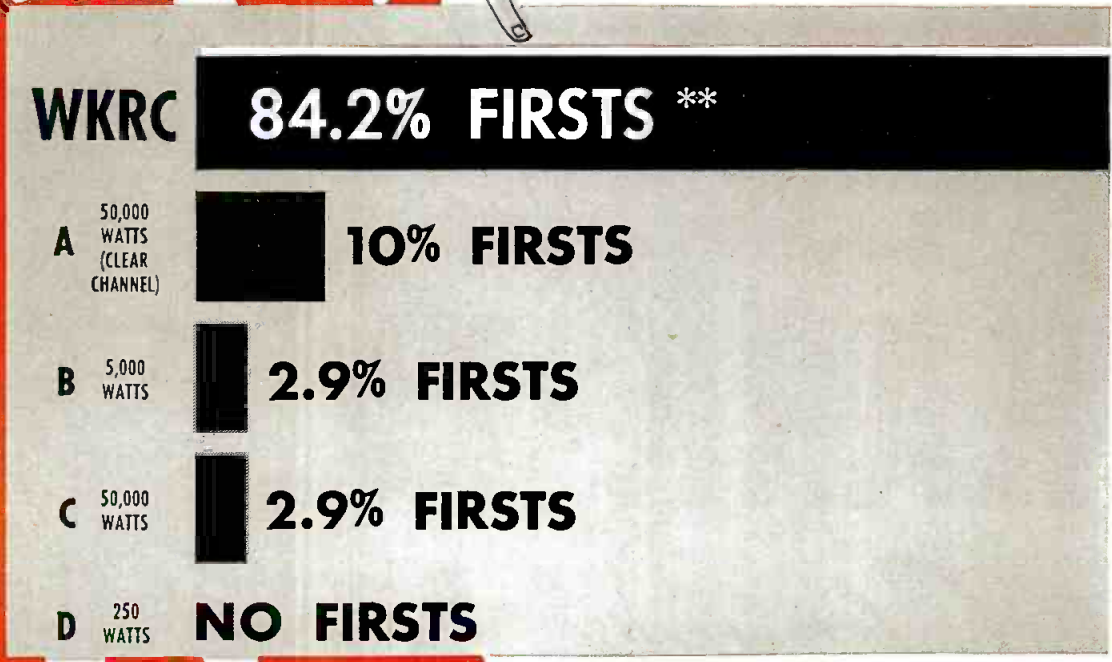 WKRC 84.2% FIRSTS **
A 50,000 WATTS (CLEAR CHANNEL) 10% FIRSTS
B 5,000 WATTS 2.9% FIRSTS
C 50,000 WATTS 2.9% FIRSTS
D 250 WATTS NO FIRSTS